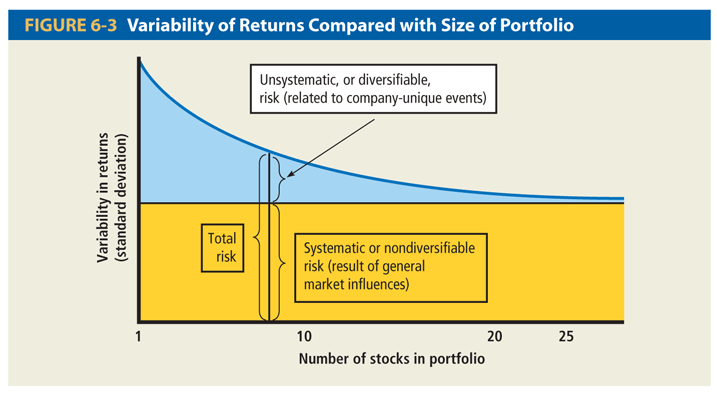 FIGURE 6-3 Variability of Returns Compared with Size of Portfolio
Unsystematic, or diversifiable,
risk (related to company-unique events)
Variability in returns
(standard deviation)
Total
risk
Systematic or nondiversifiable
risk (result of general
market influences)
1 10 20 25
Number of stocks in portfolio